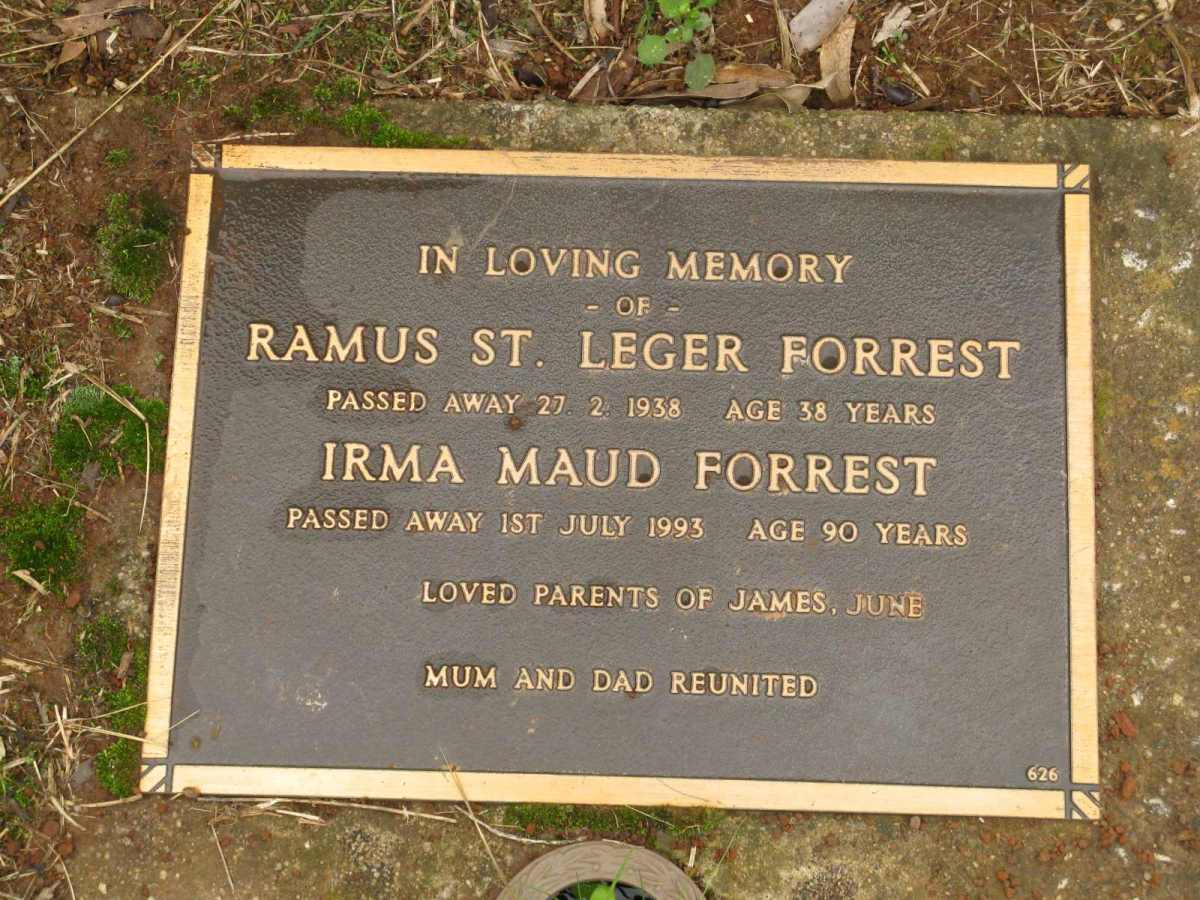 IN LOVING MEMORY
- OF -
RAMUS ST. LEGER FORREST
PASSED AWAY 27. 2. 1938 AGE 38 YEARS
IRMA MAUD FORREST
PASSED AWAY 1ST JULY 1993 AGE 90 YEARS
LOVED PARENTS OF JAMES, JUNE
MUM AND DAD REUNITED
626